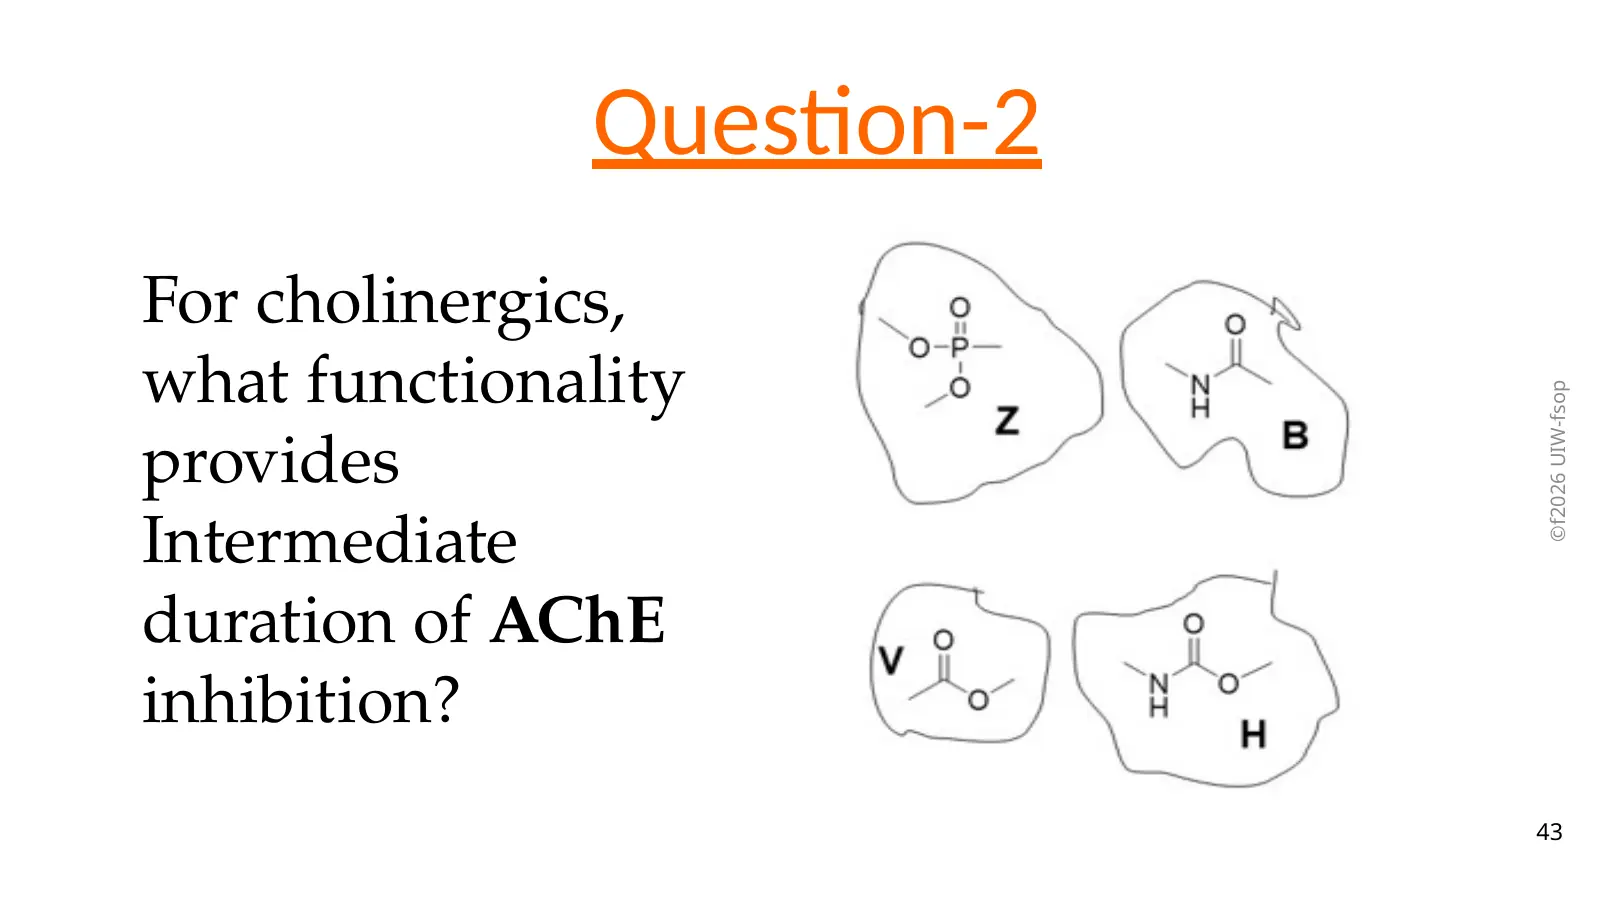 Question-2
For cholinergics,
what functionality
provides
Intermediate
duration of AChE
inhibition?
O
O-P
O
Z
O
N
H
B
V
O
O
O
N
H
O
H
©f2026 UIW-fsop
43